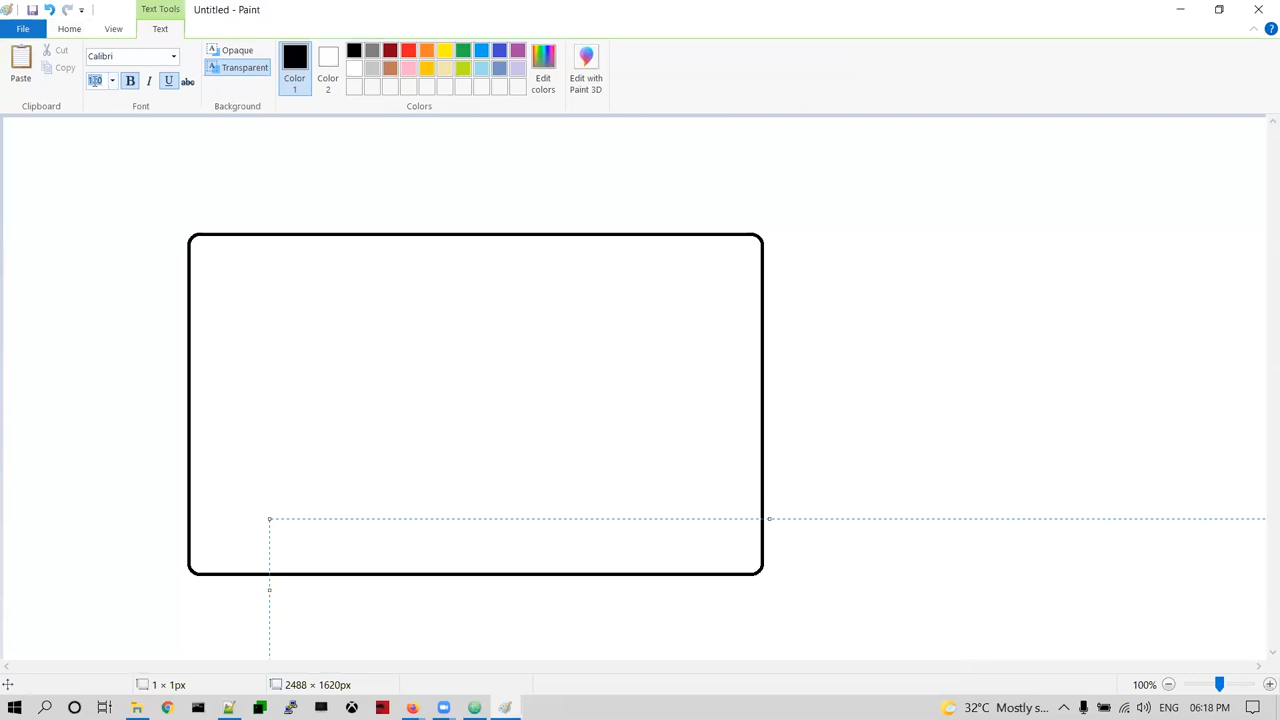 Text Tools
Untitled - Paint
File
Home
View
Text
Paste
Cut
Copy
Clipboard
Calibri
B I U abc
Font
Opaque
Transparent
Background
Color 1
Color 2
Colors
Edit colors
Edit with Paint 3D
1 × 1px
2488 × 1620px
100%
32°C Mostly s...
ENG
06:18 PM